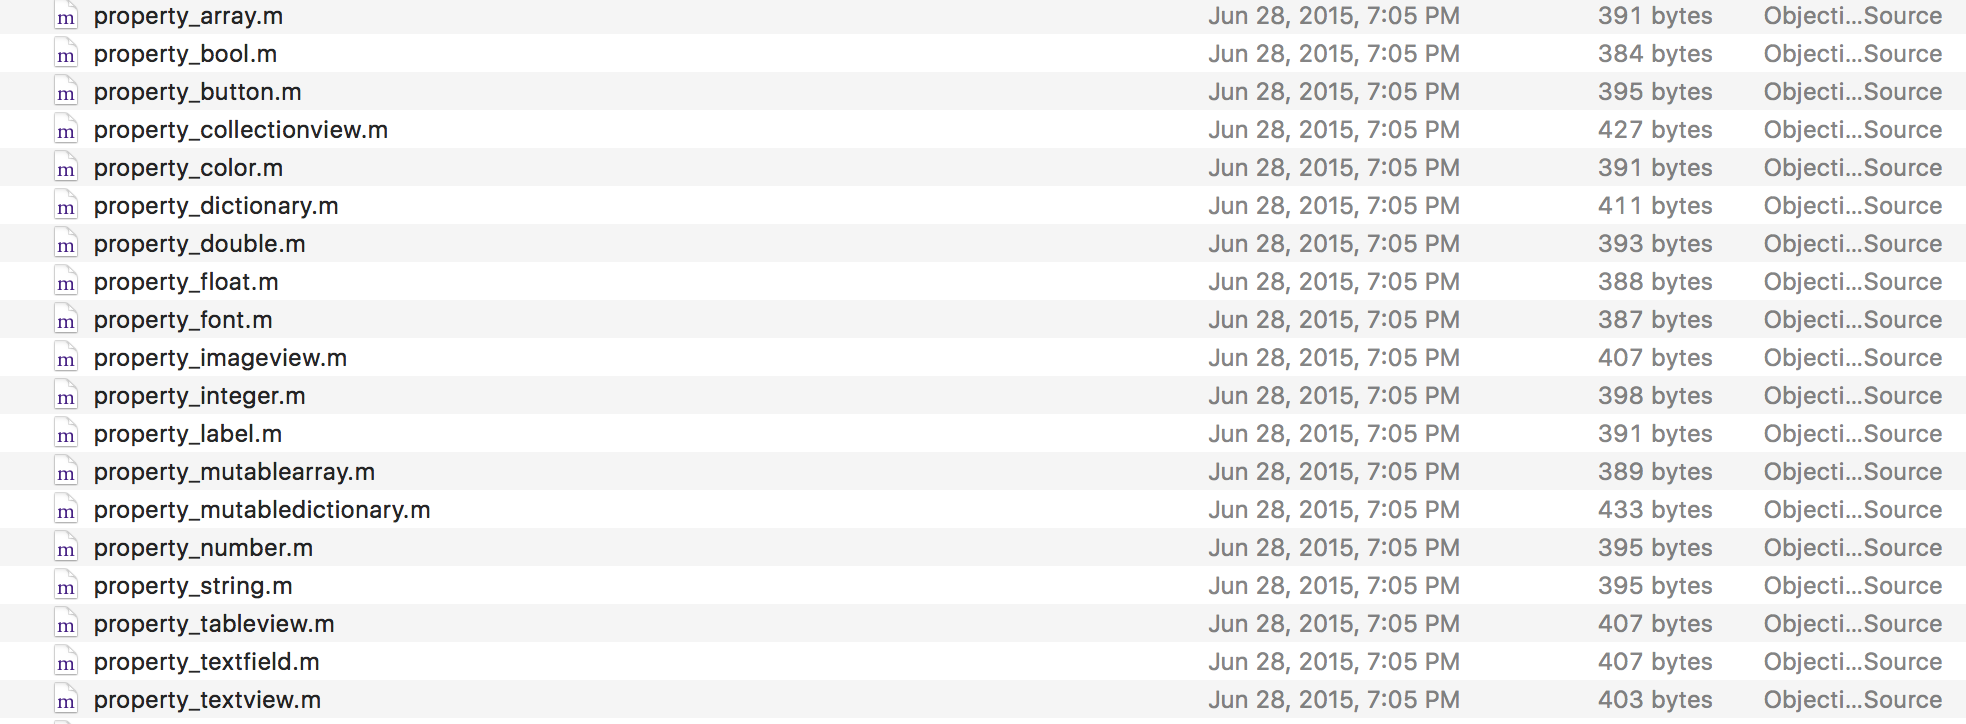 m property_array.m Jun 28, 2015, 7:05 PM 391 bytes Objecti...Source
m property_bool.m Jun 28, 2015, 7:05 PM 384 bytes Objecti...Source
m property_button.m Jun 28, 2015, 7:05 PM 395 bytes Objecti...Source
m property_collectionview.m Jun 28, 2015, 7:05 PM 427 bytes Objecti...Source
m property_color.m Jun 28, 2015, 7:05 PM 391 bytes Objecti...Source
m property_dictionary.m Jun 28, 2015, 7:05 PM 411 bytes Objecti...Source
m property_double.m Jun 28, 2015, 7:05 PM 393 bytes Objecti...Source
m property_float.m Jun 28, 2015, 7:05 PM 388 bytes Objecti...Source
m property_font.m Jun 28, 2015, 7:05 PM 387 bytes Objecti...Source
m property_imageview.m Jun 28, 2015, 7:05 PM 407 bytes Objecti...Source
m property_integer.m Jun 28, 2015, 7:05 PM 398 bytes Objecti...Source
m property_label.m Jun 28, 2015, 7:05 PM 391 bytes Objecti...Source
m property_mutablearray.m Jun 28, 2015, 7:05 PM 389 bytes Objecti...Source
m property_mutabledictionary.m Jun 28, 2015, 7:05 PM 433 bytes Objecti...Source
m property_number.m Jun 28, 2015, 7:05 PM 395 bytes Objecti...Source
m property_string.m Jun 28, 2015, 7:05 PM 395 bytes Objecti...Source
m property_tableview.m Jun 28, 2015, 7:05 PM 407 bytes Objecti...Source
m property_textfield.m Jun 28, 2015, 7:05 PM 407 bytes Objecti...Source
m property_textview.m Jun 28, 2015, 7:05 PM 403 bytes Objecti...Source